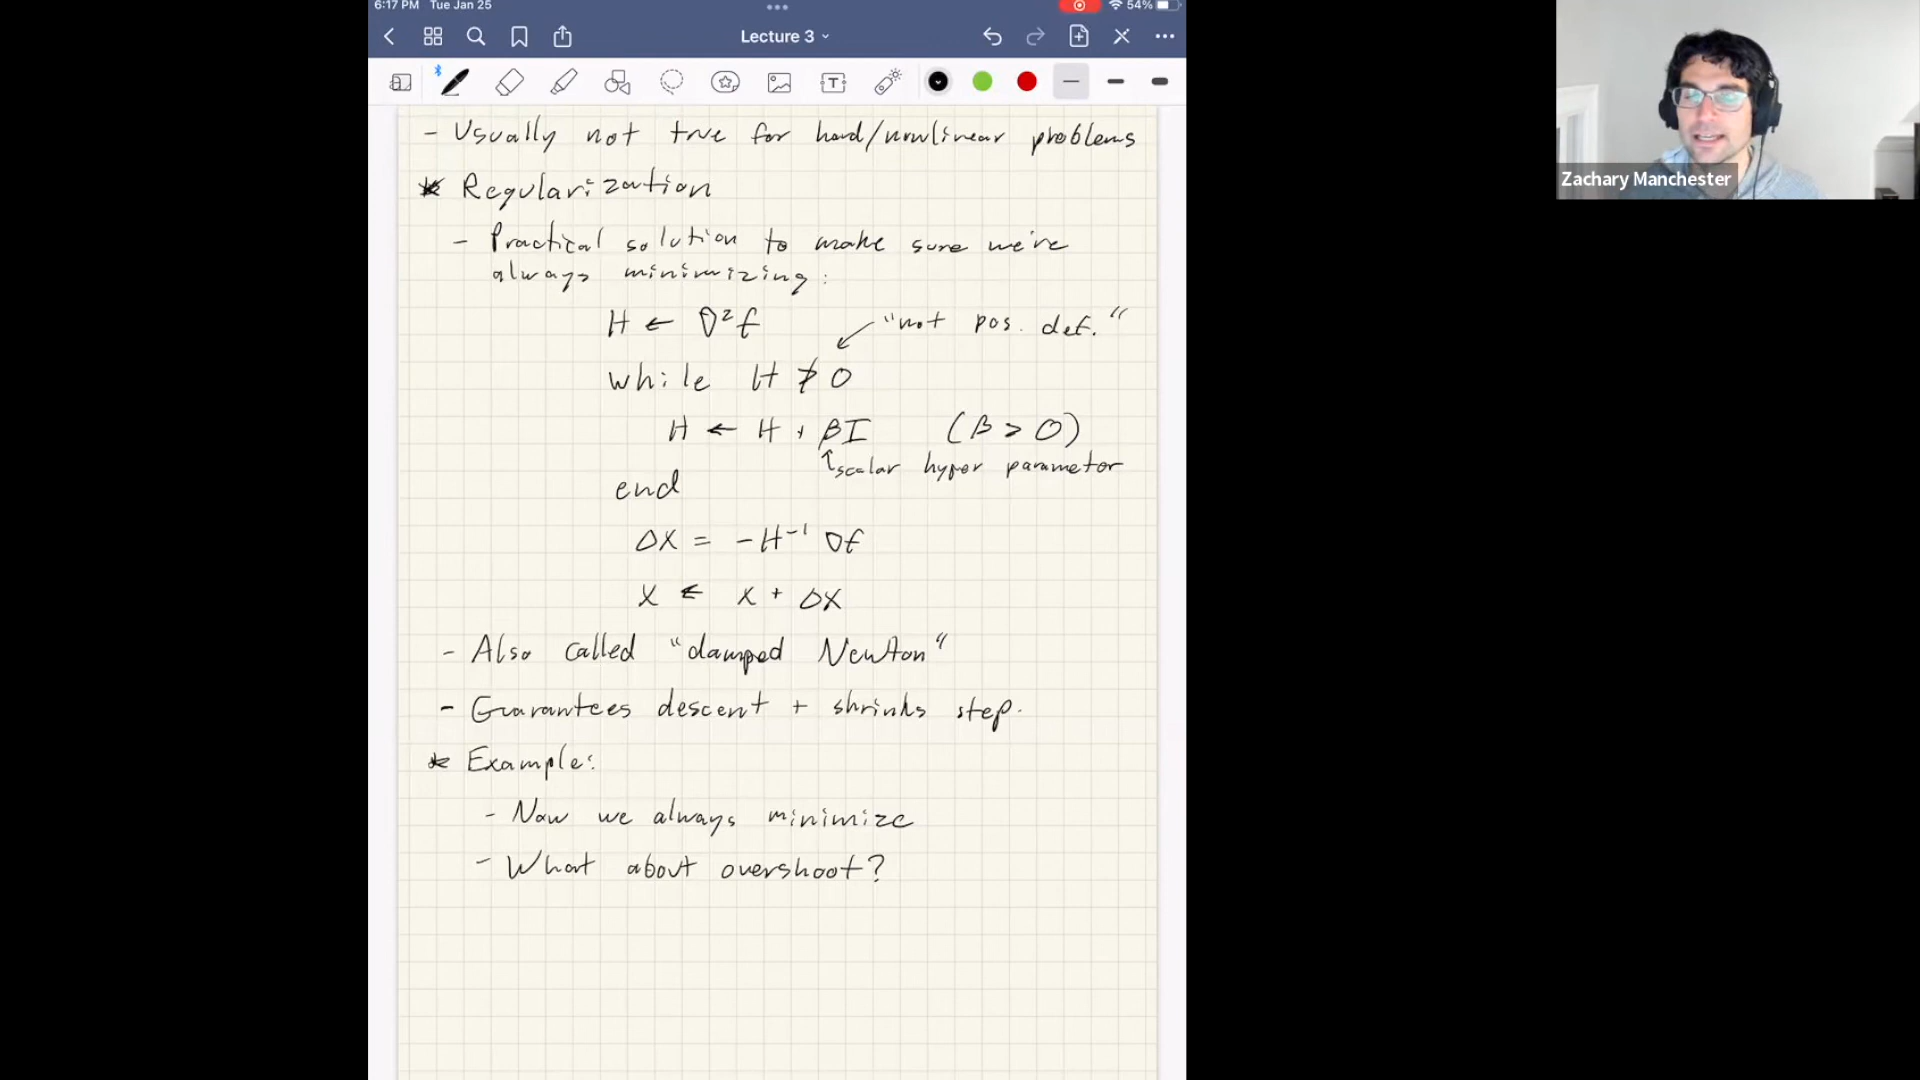 6:17 PM Tue Jan 25
54%
Lecture 3
- Usually not true for hard/nonlinear problems
* Regularization
- Practical solution to make sure we're
always minimizing:
H ← ∇²f
"not pos. def."
while H ⊁ 0
H ← H + βI (β > 0)
↑ scalar hyper parameter
end
Δx = -H⁻¹ ∇f
x ← x + Δx
- Also called "damped Newton"
- Guarantees descent + shrinks step.
* Example:
- Now we always minimize
- What about overshoot?
Zachary Manchester